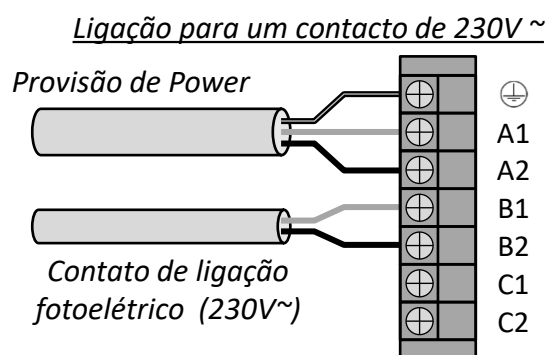 Ligação para um contacto de 230V ~
Provisão de Power
A1
A2
B1
B2
Contato de ligação
fotoelétrico (230V~)
C1
C2